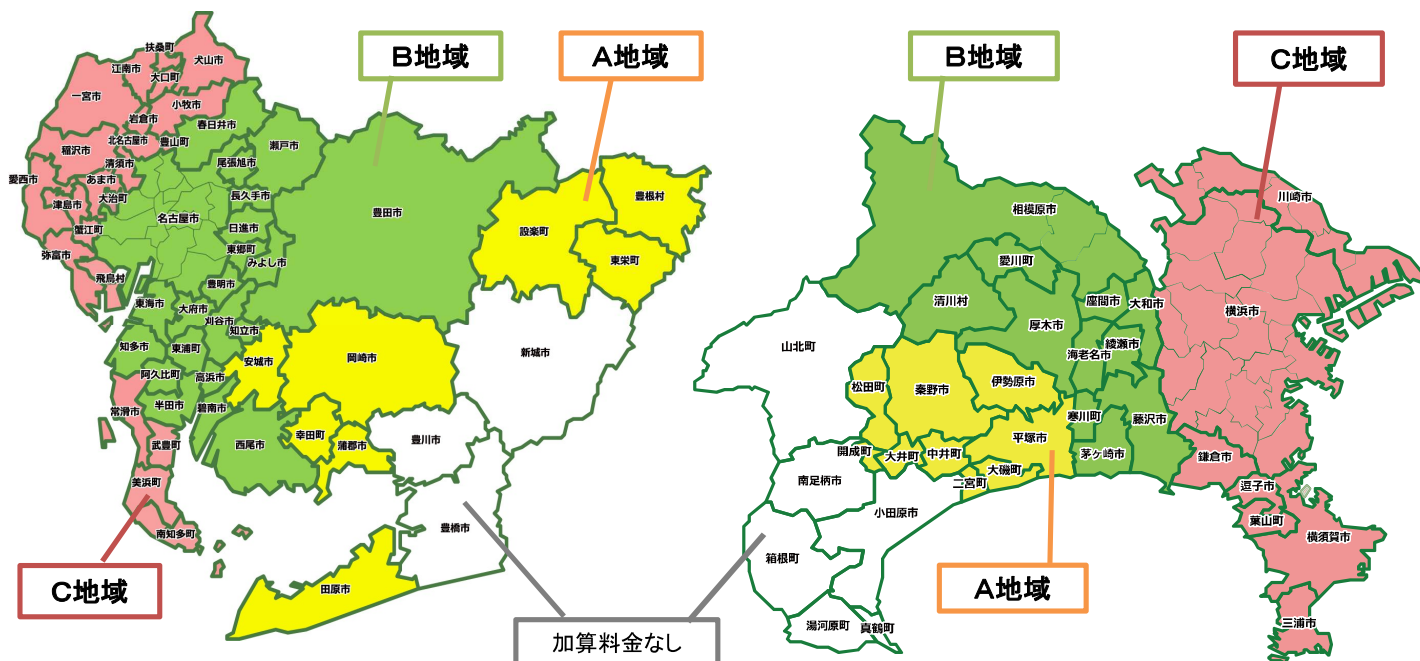 B地域
A地域
B地域
C地域
扶桑町
犬山市
江南市
大口町
一宮市
小牧市
岩倉市
春日井市
北名古屋市
豊山町
瀬戸市
稲沢市
清須市
尾張旭市
愛西市
あま市
大治町
長久手市
津島市
名古屋市
豊田市
蟹江町
日進市
東郷町
弥富市
みよし市
飛島村
豊明市
東海市
大府市
刈谷市
知立市
知多市
東浦町
安城市
岡崎市
阿久比町
高浜市
常滑市
半田市
碧南市
武豊町
西尾市
幸田町
蒲郡市
美浜町
南知多町
豊根村
設楽町
東栄町
新城市
豊川市
豊橋市
田原市
C地域
加算料金なし
川崎市
相模原市
愛川町
清川村
座間市
大和市
厚木市
横浜市
山北町
綾瀬市
海老名市
松田町
秦野市
伊勢原市
寒川町
藤沢市
開成町
大井町
中井町
平塚市
茅ヶ崎市
鎌倉市
南足柄市
大磯町
二宮町
逗子市
小田原市
葉山町
横須賀市
箱根町
A地域
湯河原町
真鶴町
三浦市